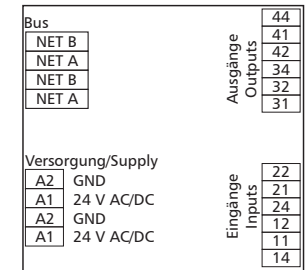 Bus
NET B
NET A
NET B
NET A
Ausgänge
Outputs
44
41
42
34
32
31
Versorgung/Supply
A2 GND
A1 24 V AC/DC
A2 GND
A1 24 V AC/DC
Eingänge
Inputs
22
21
24
12
11
14